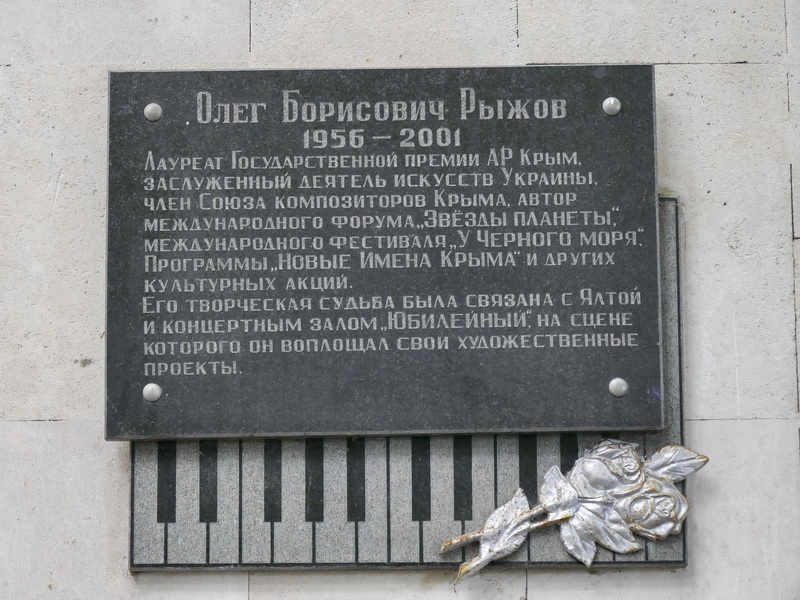 Олег Борисович Рыжов
1956 – 2001
Лауреат Государственной премии АР Крым,
заслуженный деятель искусств Украины,
член Союза композиторов Крыма, автор
международного форума „Звёзды планеты“,
международного фестиваля „У Черного моря“,
Программы „Новые Имена Крыма“ и других
культурных акций.
Его творческая судьба была связана с Ялтой
и концертным залом „Юбилейный“, на сцене
которого он воплощал свои художественные
проекты.